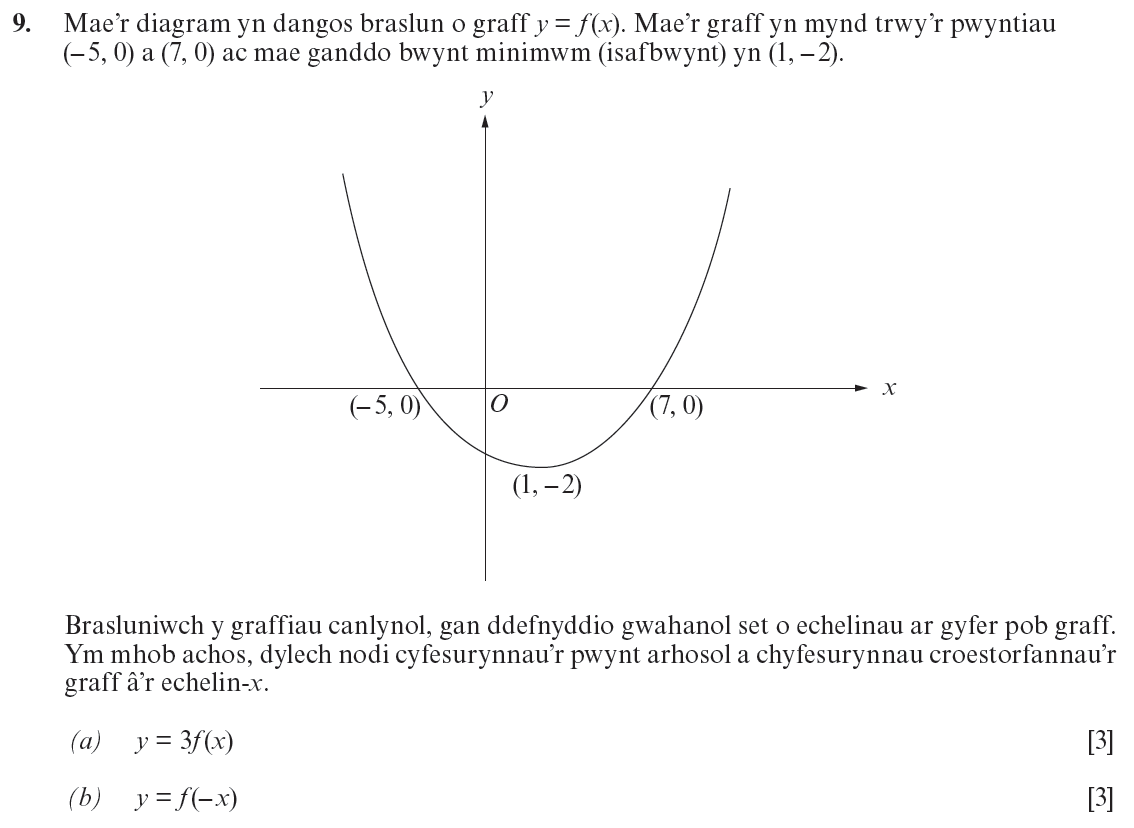 9. Mae'r diagram yn dangos braslun o graff y = f(x). Mae'r graff yn mynd trwy'r pwyntiau
(–5, 0) a (7, 0) ac mae ganddo bwynt minimwm (isafbwynt) yn (1, –2).
y
x
(–5, 0)
O
(7, 0)
(1, –2)
Brasluniwch y graffiau canlynol, gan ddefnyddio gwahanol set o echelinau ar gyfer pob graff.
Ym mhob achos, dylech nodi cyfesurynnau'r pwynt arhosol a chyfesurynnau croestorfannau'r
graff â'r echelin-x.
(a) y = 3f(x) [3]
(b) y = f(–x) [3]